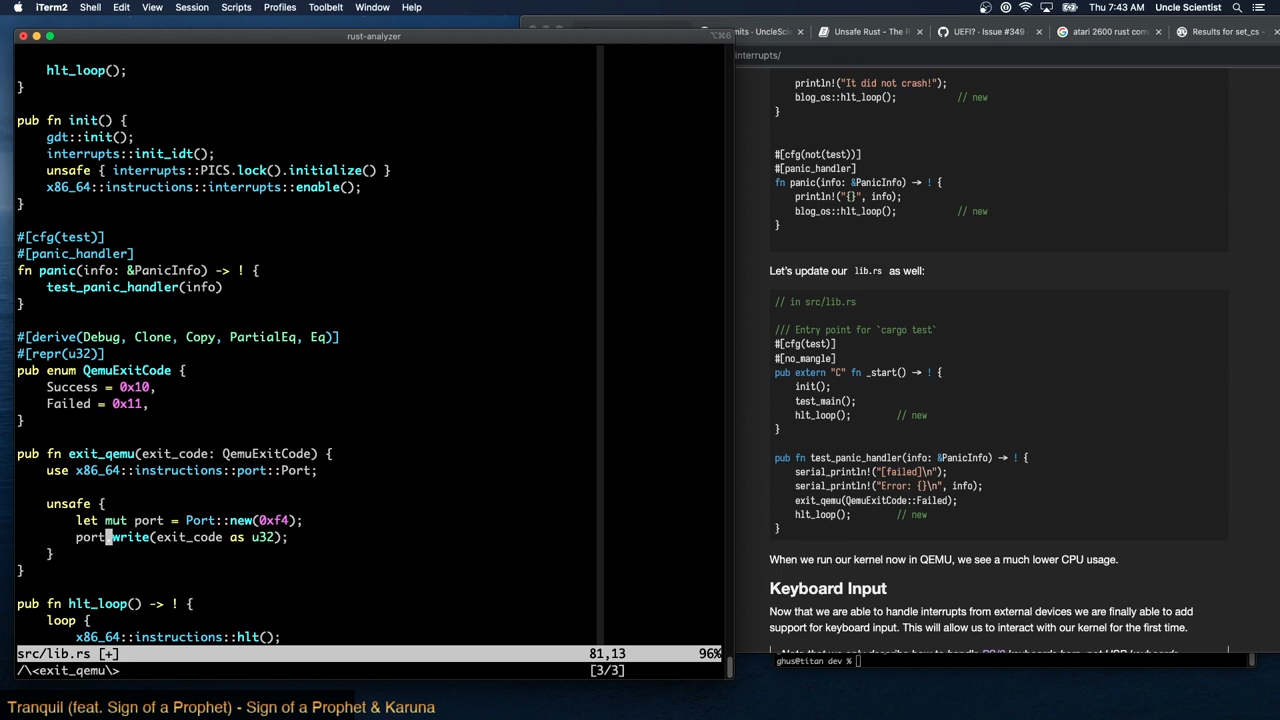 iTerm2 Shell Edit View Session Scripts Profiles Toolbelt Window Help Thu 7:43 AM Uncle Scientist
rust-analyzer ⌥⌘6
mits · UncleSci
Unsafe Rust - The R
UEFI? · Issue #349
atari 2600 rust com
Results for set_cs -
interrupts/
hlt_loop();
}
pub fn init() {
gdt::init();
interrupts::init_idt();
unsafe { interrupts::PICS.lock().initialize() }
x86_64::instructions::interrupts::enable();
}
#[cfg(test)]
#[panic_handler]
fn panic(info: &PanicInfo) -> ! {
test_panic_handler(info)
}
#[derive(Debug, Clone, Copy, PartialEq, Eq)]
#[repr(u32)]
pub enum QemuExitCode {
Success = 0x10,
Failed = 0x11,
}
pub fn exit_qemu(exit_code: QemuExitCode) {
use x86_64::instructions::port::Port;
unsafe {
let mut port = Port::new(0xf4);
port.write(exit_code as u32);
}
}
pub fn hlt_loop() -> ! {
loop {
x86_64::instructions::hlt();
src/lib.rs [+] 81,13 96%
/\<exit_qemu\> [3/3]
println!("It did not crash!");
blog_os::hlt_loop(); // new
}
#[cfg(not(test))]
#[panic_handler]
fn panic(info: &PanicInfo) -> ! {
println!("{}", info);
blog_os::hlt_loop(); // new
}
Let's update our lib.rs as well:
// in src/lib.rs
/// Entry point for `cargo test`
#[cfg(test)]
#[no_mangle]
pub extern "C" fn _start() -> ! {
init();
test_main();
hlt_loop(); // new
}
pub fn test_panic_handler(info: &PanicInfo) -> ! {
serial_println!("[failed]\n");
serial_println!("Error: {}\n", info);
exit_qemu(QemuExitCode::Failed);
hlt_loop(); // new
}
When we run our kernel now in QEMU, we see a much lower CPU usage.
Keyboard Input
Now that we are able to handle interrupts from external devices we are finally able to add
support for keyboard input. This will allow us to interact with our kernel for the first time.
ghus@titan dev %
Tranquil (feat. Sign of a Prophet) - Sign of a Prophet & Karuna